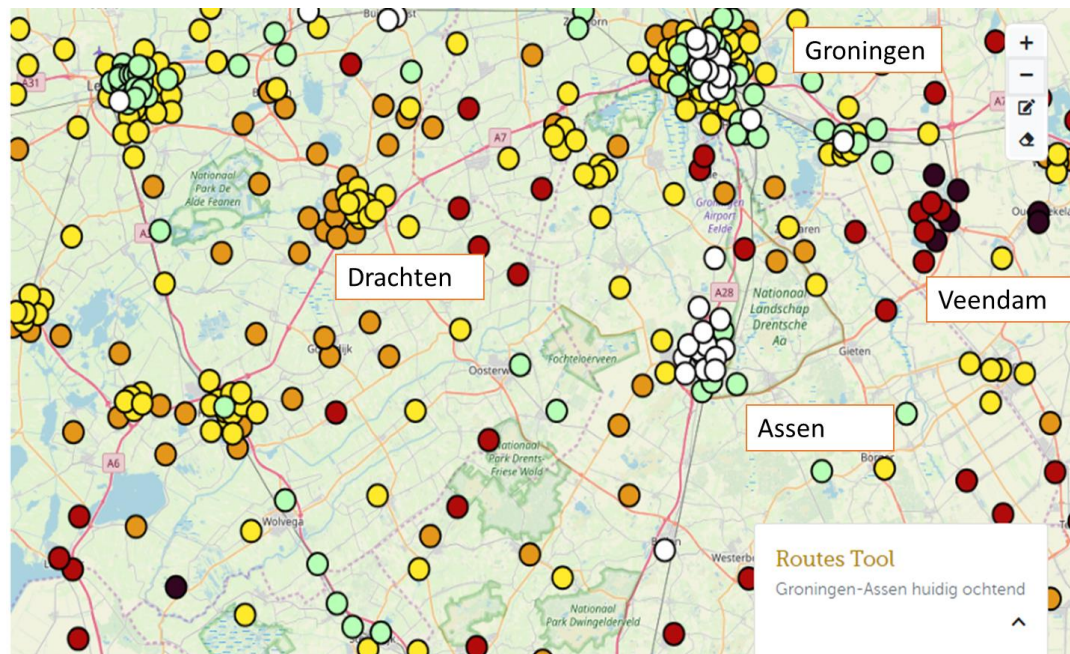 Groningen
A31
A7
A7
Nationaal
Park De
Alde Feanen
Groningen
Airport
Eelde
Drachten
A28
Nationaal
Landschap
Drentsche
Aa
Veendam
Fochteloërveen
Gieten
Oosterw
Assen
A6
Nationaal
Park Drents-
Friese Wold
Wolvega
Westerb
Routes Tool
Groningen-Assen huidig ochtend
Nationaal
Park Dwingelderveld